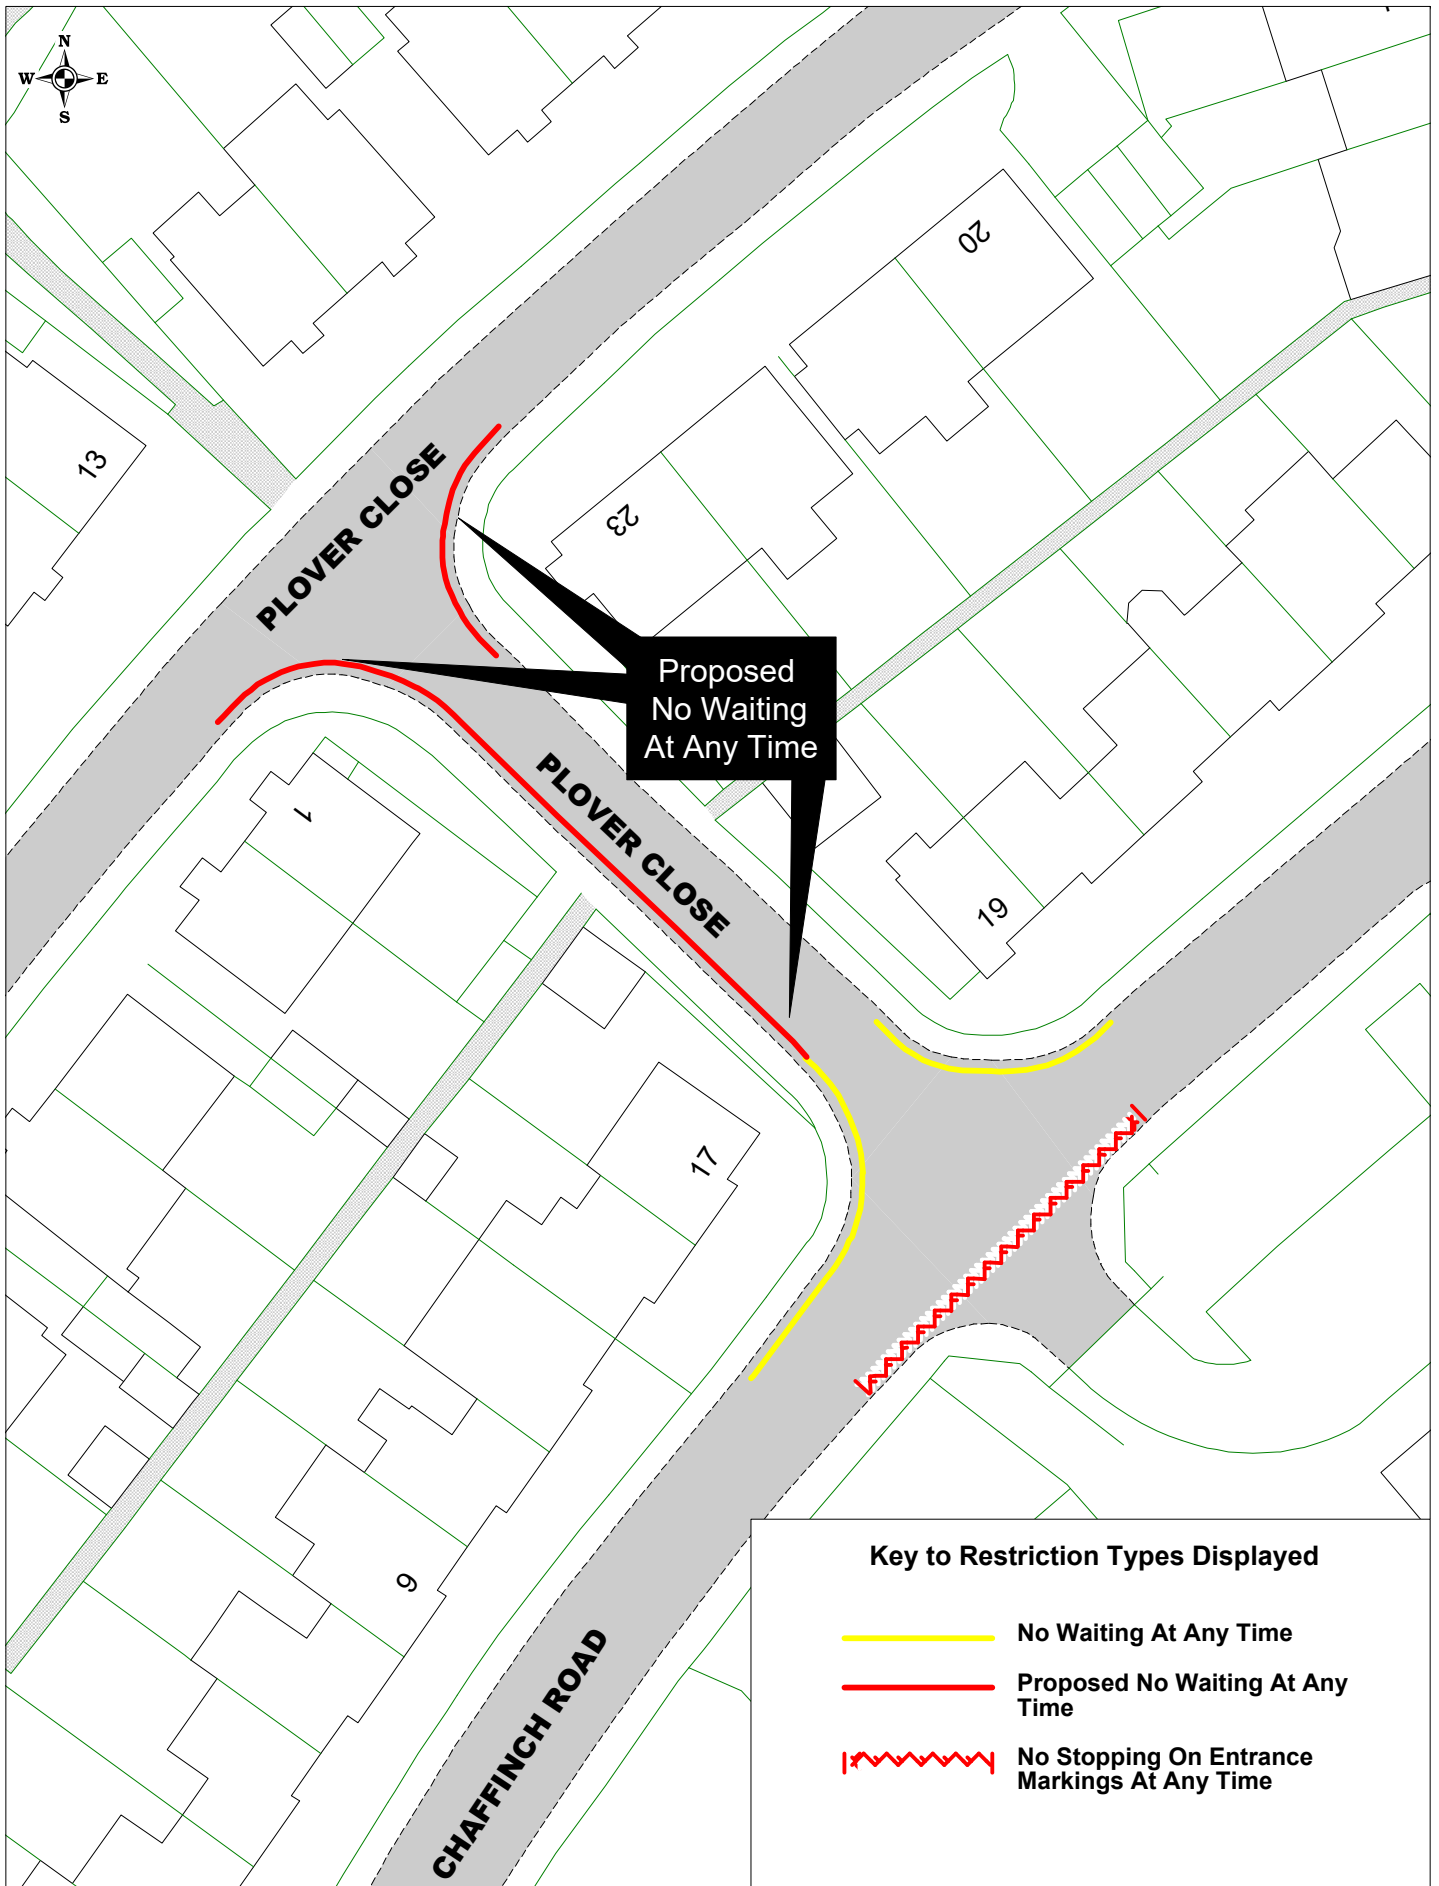 N
W E
S
20
13
23
PLOVER CLOSE
Proposed
No Waiting
At Any Time
1
PLOVER CLOSE
19
17
9
CHAFFINCH ROAD
Key to Restriction Types Displayed
No Waiting At Any Time
Proposed No Waiting At Any
Time
No Stopping On Entrance
Markings At Any Time